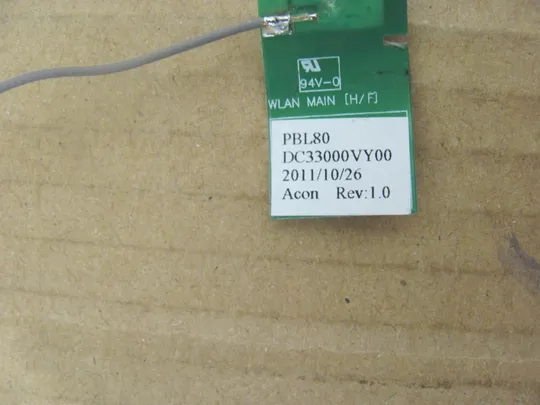 94V-0
WLAN MAIN [H/F]
PBL80
DC33000VY00
2011/10/26
Acon Rev:1.0